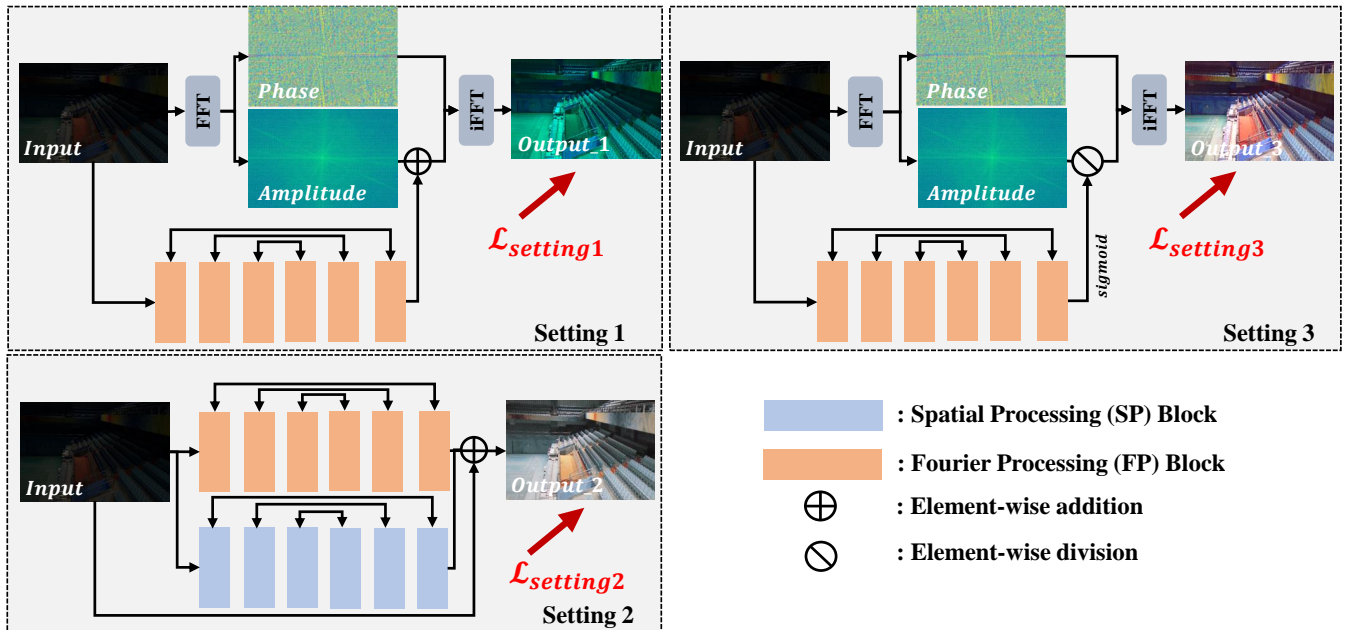 Input
FFT
Phase
Amplitude
iFFT
Output_1
ℒsetting1
Setting 1
Input
FFT
Phase
Amplitude
iFFT
Output_3
sigmoid
ℒsetting3
Setting 3
Input
Output_2
ℒsetting2
Setting 2
: Spatial Processing (SP) Block
: Fourier Processing (FP) Block
: Element-wise addition
: Element-wise division